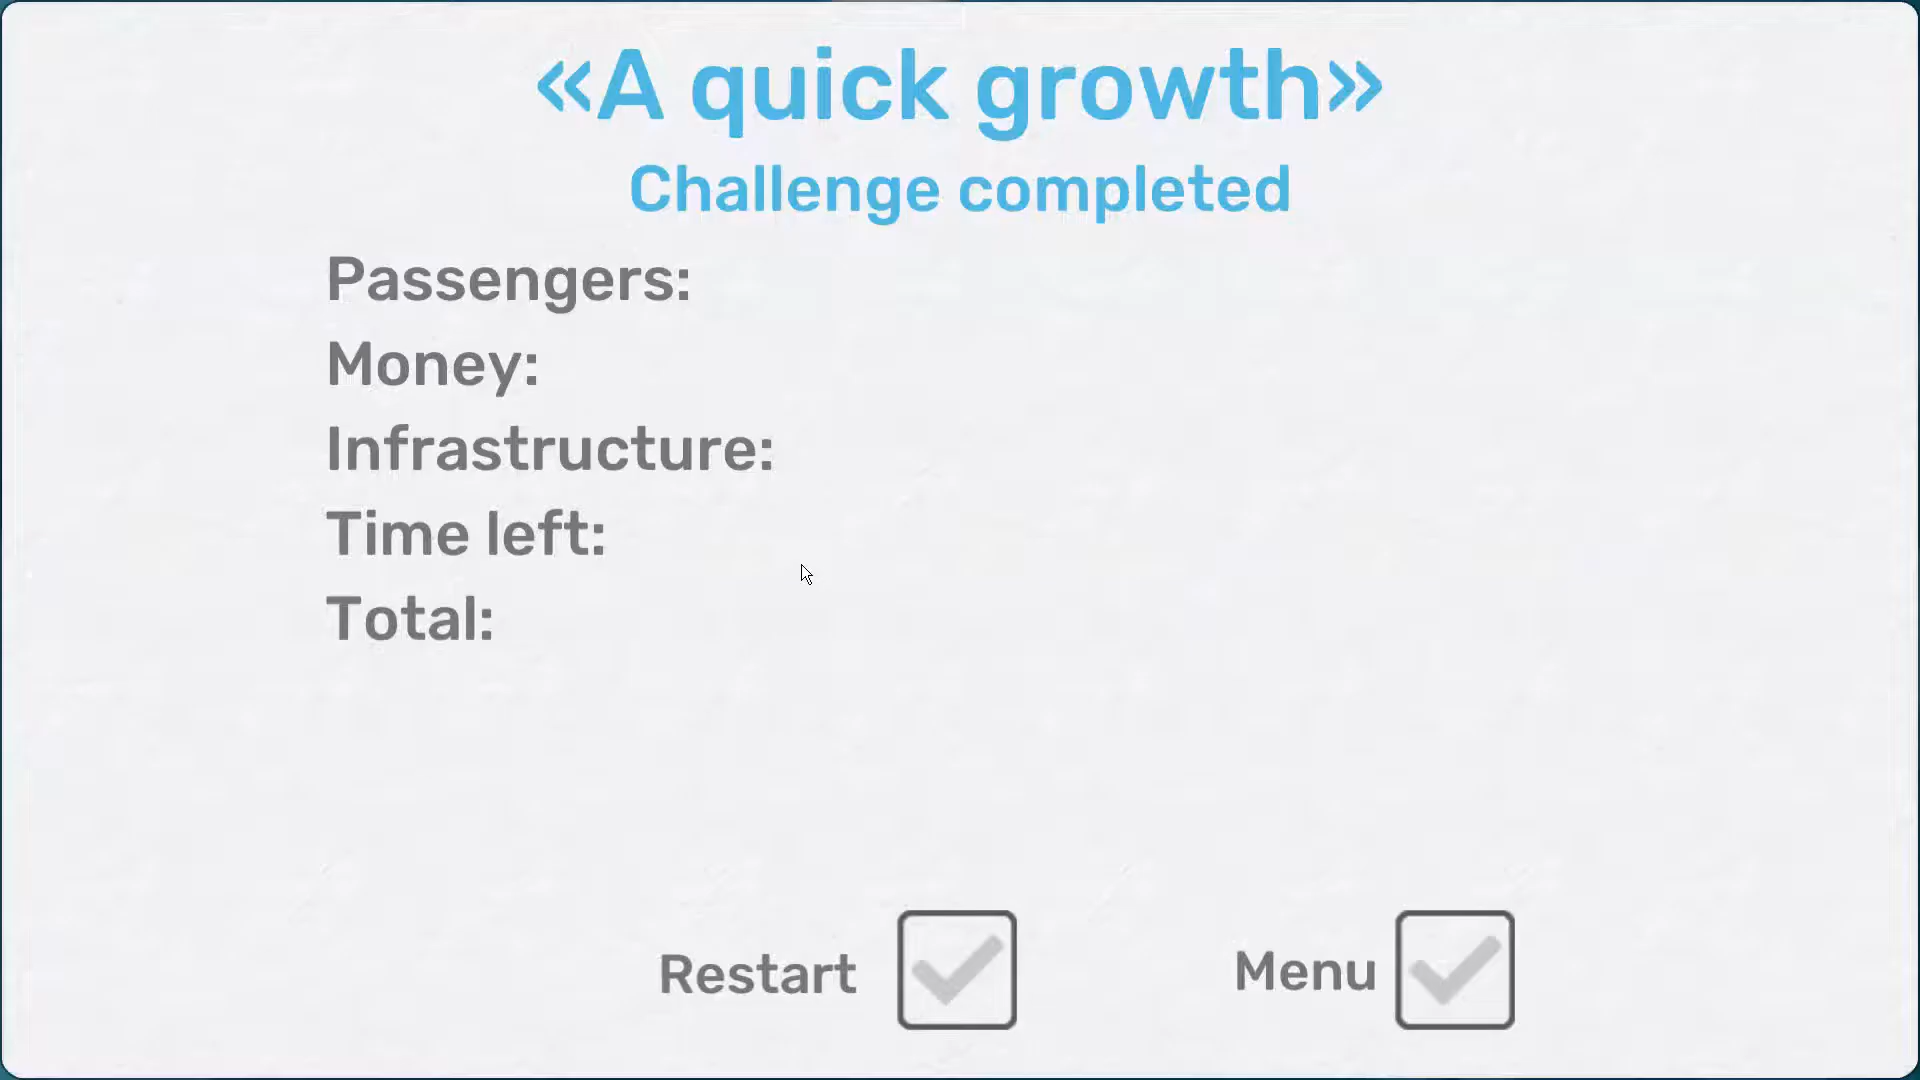 «A quick growth»
Challenge completed
Passengers:
Money:
Infrastructure:
Time left:
Total:
Restart
Menu